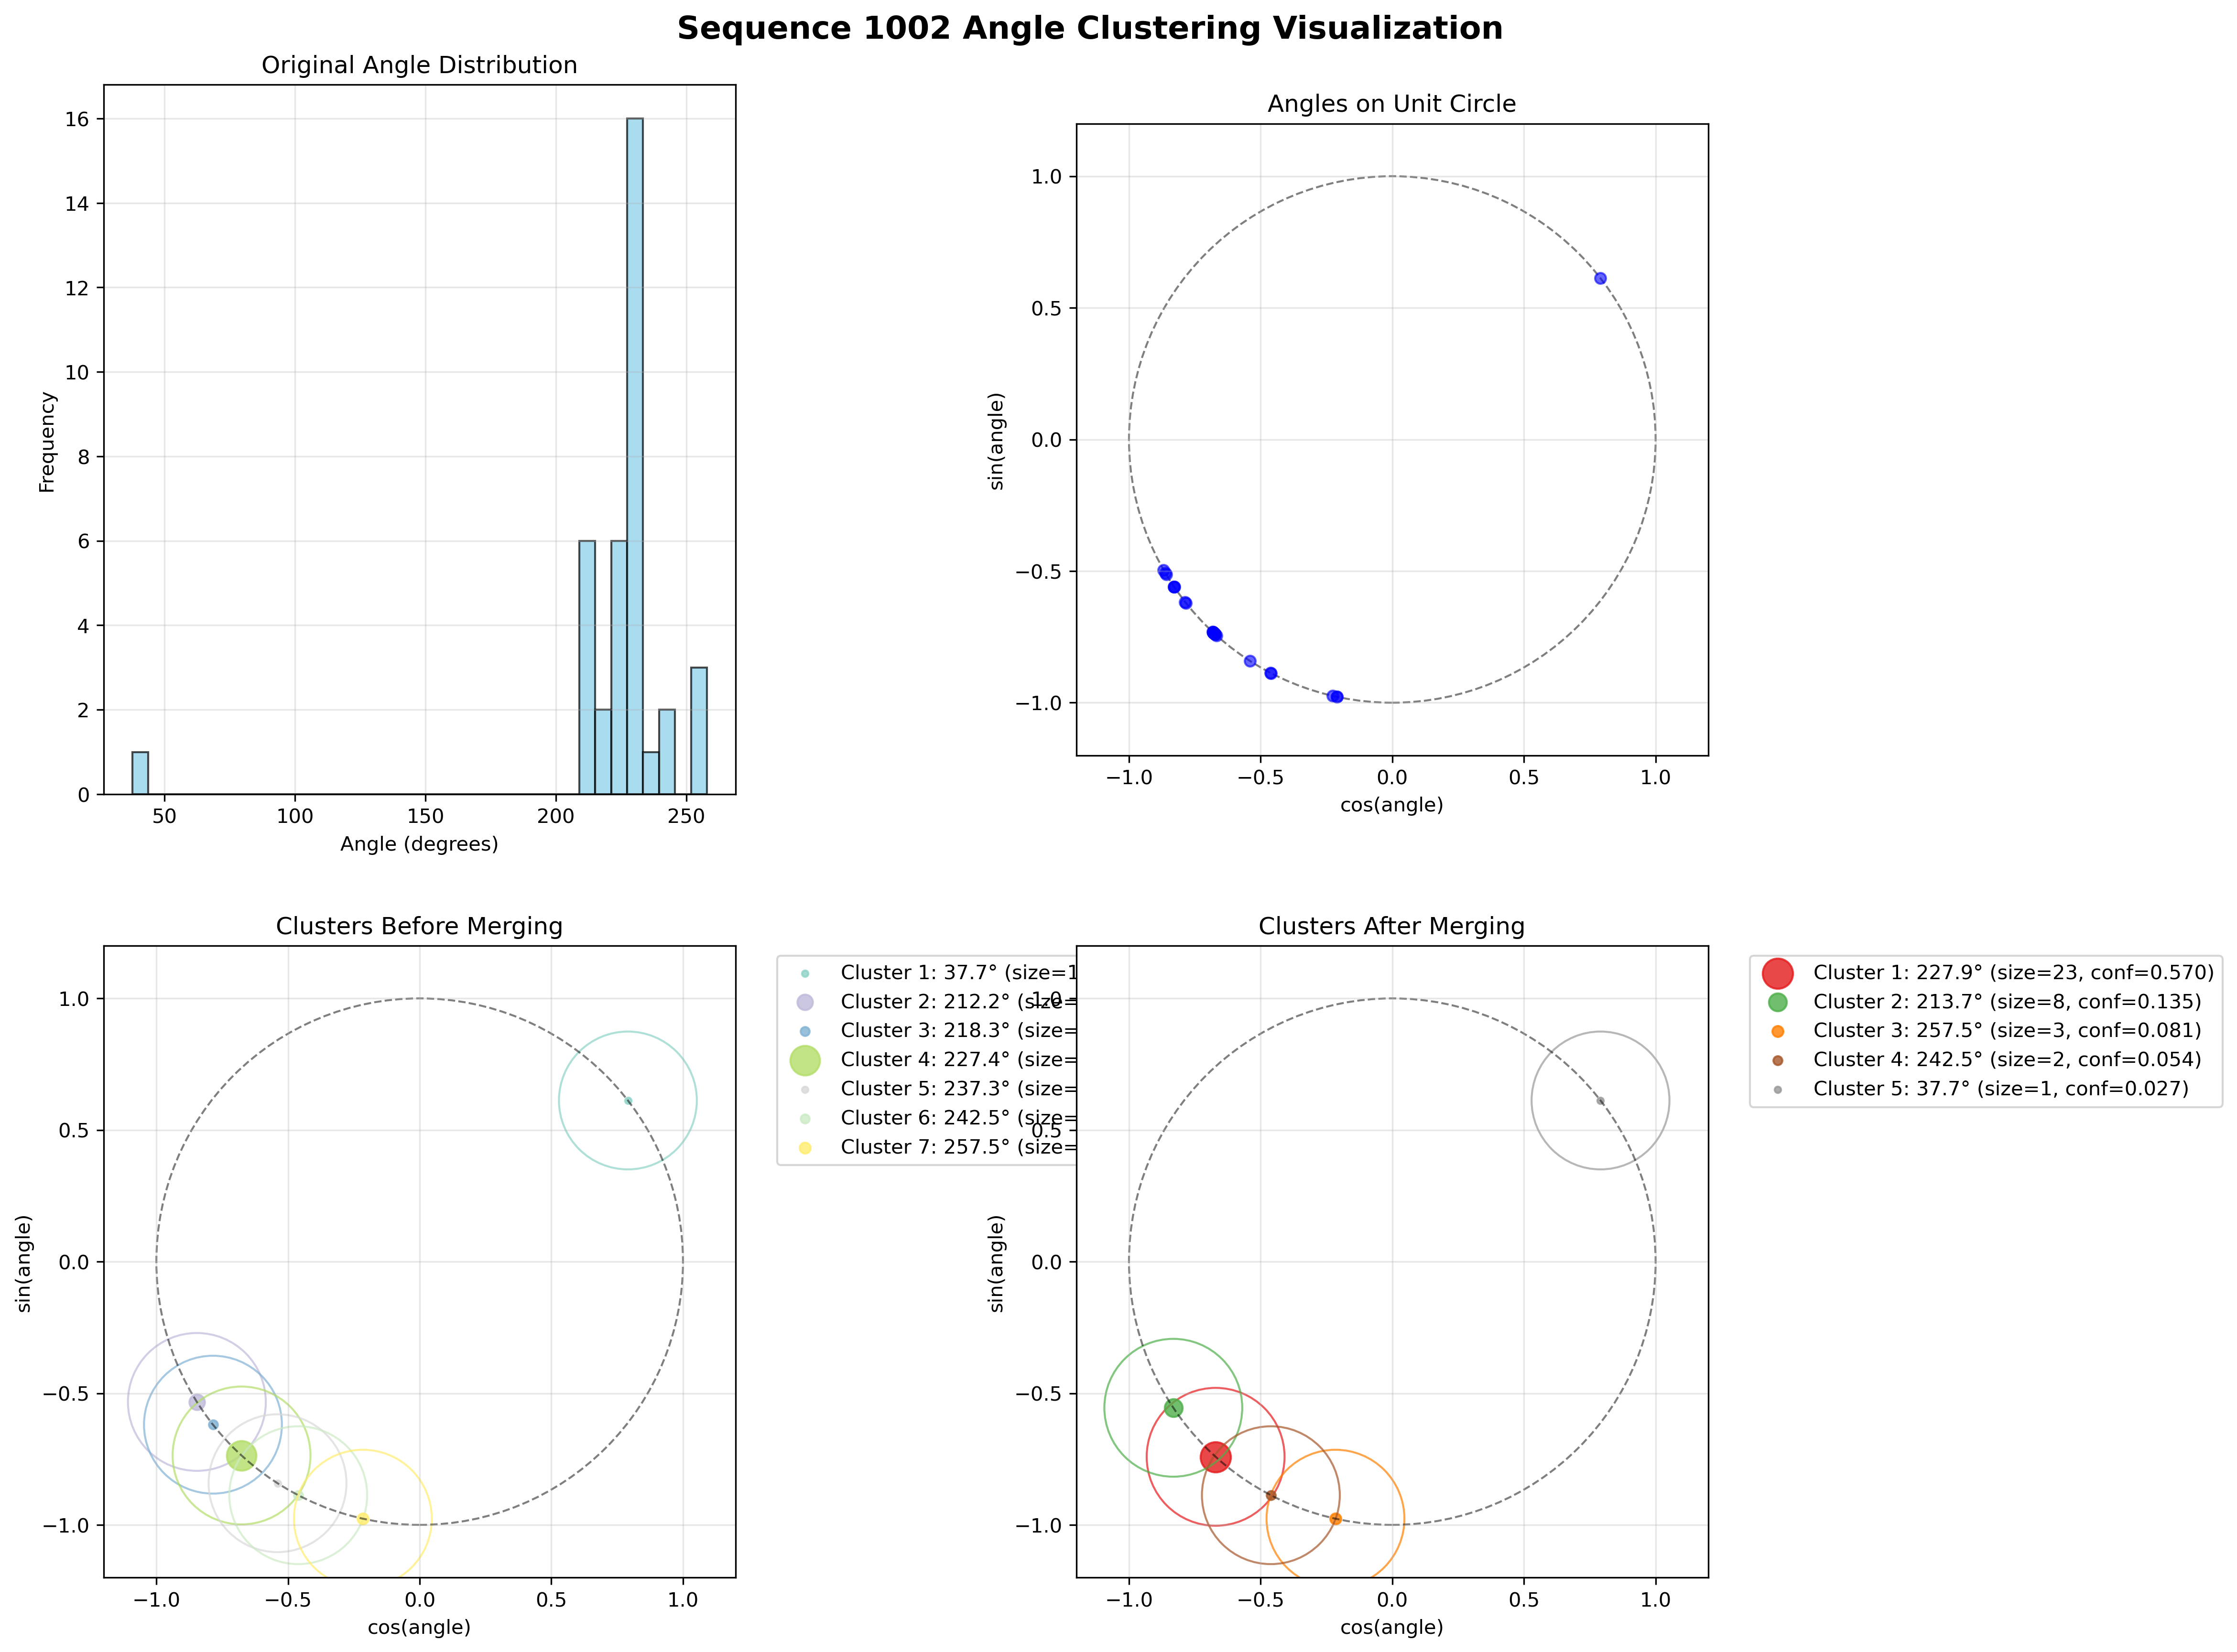 Sequence 1002 Angle Clustering Visualization
Original Angle Distribution
16
14
12
10
8
6
4
2
0
50 100 150 200 250
Frequency
Angle (degrees)
Angles on Unit Circle
1.0
0.5
0.0
−0.5
−1.0
−1.0 −0.5 0.0 0.5 1.0
sin(angle)
cos(angle)
Clusters Before Merging
1.0
0.5
0.0
−0.5
−1.0
−1.0 −0.5 0.0 0.5 1.0
sin(angle)
cos(angle)
Cluster 1: 37.7° (size=1
Cluster 2: 212.2° (size=
Cluster 3: 218.3° (size=
Cluster 4: 227.4° (size=
Cluster 5: 237.3° (size=
Cluster 6: 242.5° (size=
Cluster 7: 257.5° (size=
Clusters After Merging
1.0
0.5
0.0
−0.5
−1.0
−1.0 −0.5 0.0 0.5 1.0
sin(angle)
cos(angle)
Cluster 1: 227.9° (size=23, conf=0.570)
Cluster 2: 213.7° (size=8, conf=0.135)
Cluster 3: 257.5° (size=3, conf=0.081)
Cluster 4: 242.5° (size=2, conf=0.054)
Cluster 5: 37.7° (size=1, conf=0.027)